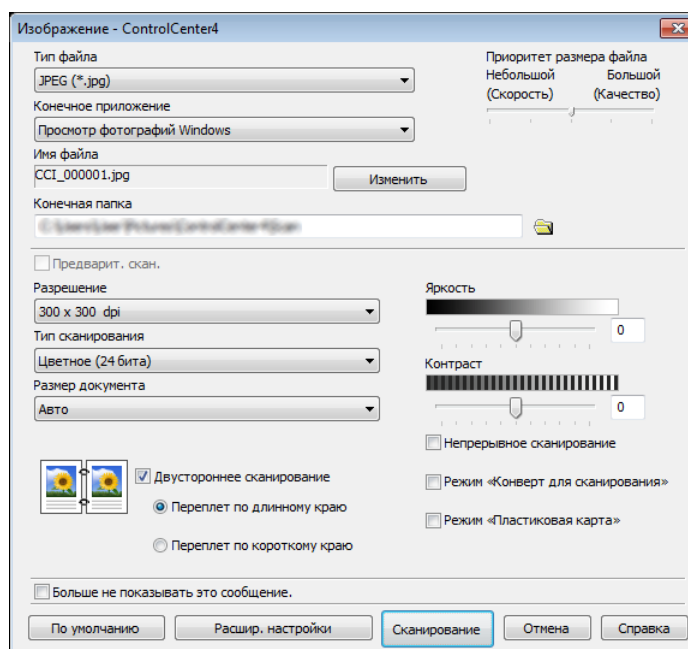 Изображение - ControlCenter4
Тип файла
JPEG (*.jpg)
Приоритет размера файла
Небольшой Большой
(Скорость) (Качество)
Конечное приложение
Просмотр фотографий Windows
Имя файла
CCI_000001.jpg
Изменить
Конечная папка
Предварит. скан.
Разрешение
300 x 300 dpi
Тип сканирования
Цветное (24 бита)
Размер документа
Авто
Яркость
0
Контраст
0
Непрерывное сканирование
Режим «Конверт для сканирования»
Режим «Пластиковая карта»
Двустороннее сканирование
Переплет по длинному краю
Переплет по короткому краю
Больше не показывать это сообщение.
По умолчанию Расшир. настройки Сканирование Отмена Справка